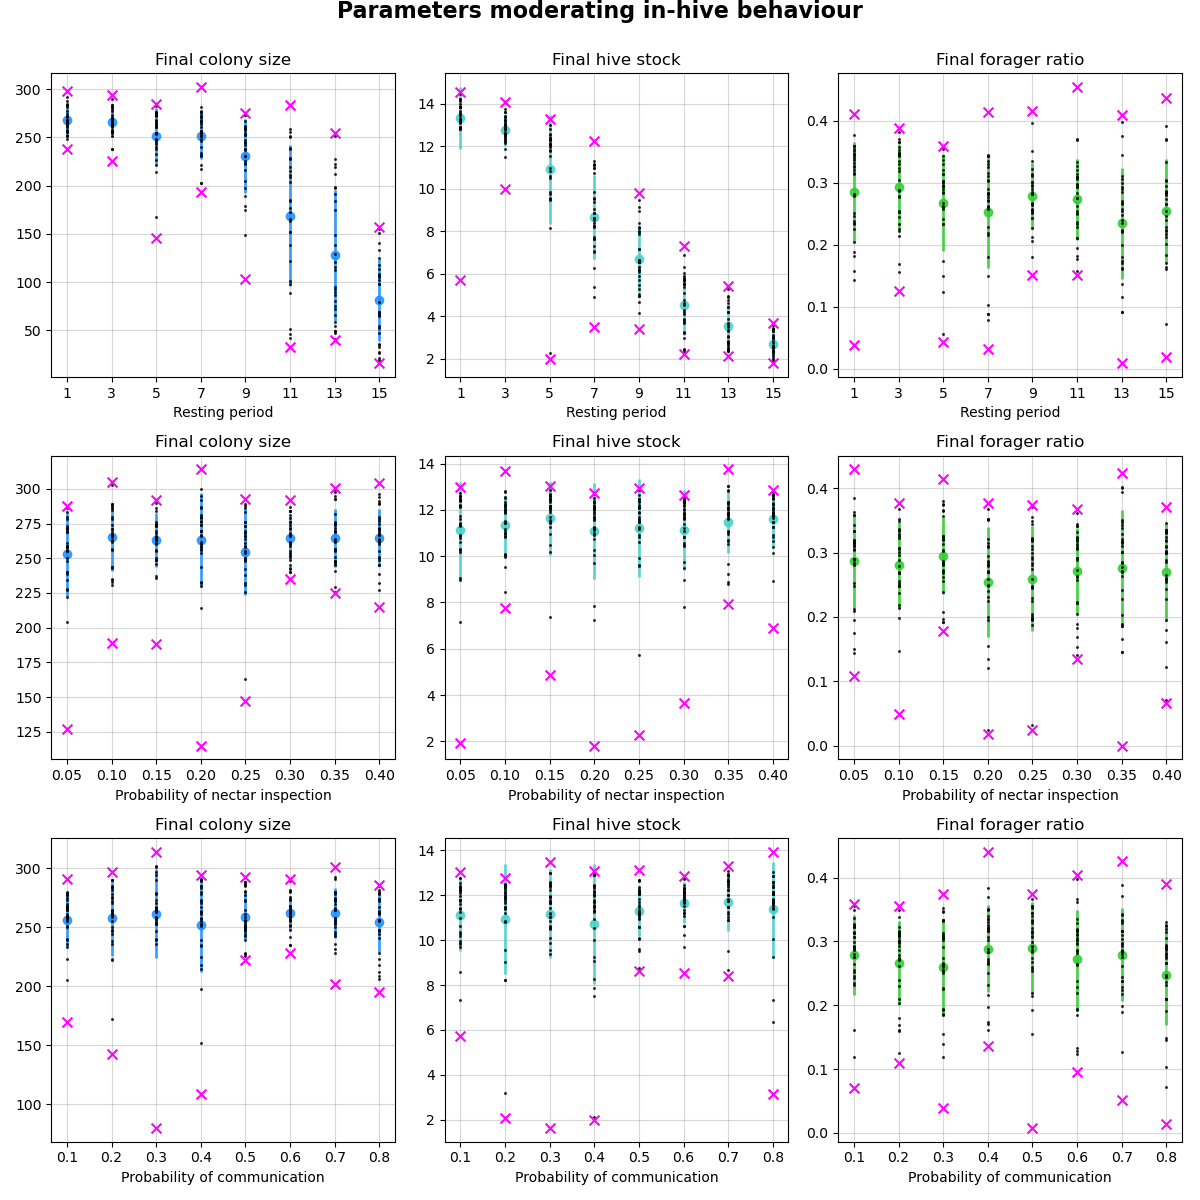 Parameters moderating in-hive behaviour
Final colony size
300
250
200
150
100
50
1 3 5 7 9 11 13 15
Resting period
Final hive stock
14
12
10
8
6
4
2
1 3 5 7 9 11 13 15
Resting period
Final forager ratio
0.4
0.3
0.2
0.1
0.0
1 3 5 7 9 11 13 15
Resting period
Final colony size
300
275
250
225
200
175
150
125
0.05 0.10 0.15 0.20 0.25 0.30 0.35 0.40
Probability of nectar inspection
Final hive stock
14
12
10
8
6
4
2
0.05 0.10 0.15 0.20 0.25 0.30 0.35 0.40
Probability of nectar inspection
Final forager ratio
0.4
0.3
0.2
0.1
0.0
0.05 0.10 0.15 0.20 0.25 0.30 0.35 0.40
Probability of nectar inspection
Final colony size
300
250
200
150
100
0.1 0.2 0.3 0.4 0.5 0.6 0.7 0.8
Probability of communication
Final hive stock
14
12
10
8
6
4
2
0.1 0.2 0.3 0.4 0.5 0.6 0.7 0.8
Probability of communication
Final forager ratio
0.4
0.3
0.2
0.1
0.0
0.1 0.2 0.3 0.4 0.5 0.6 0.7 0.8
Probability of communication